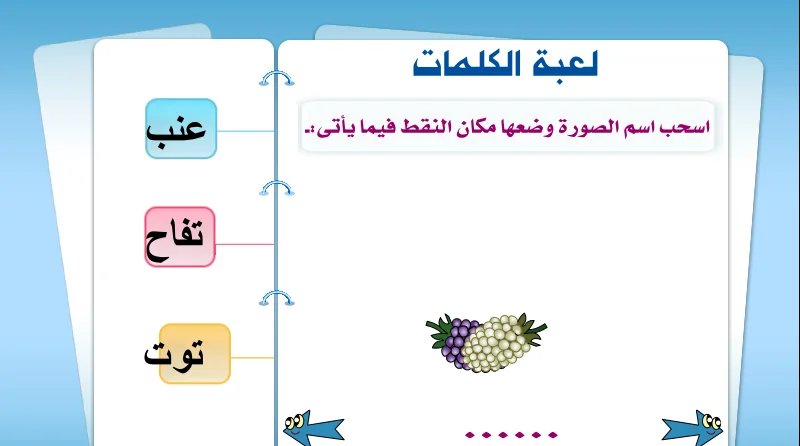 لعبة الكلمات
اسحب اسم الصورة وضعها مكان النقط فيما يأتى :ـ
عنب
تفاح
توت